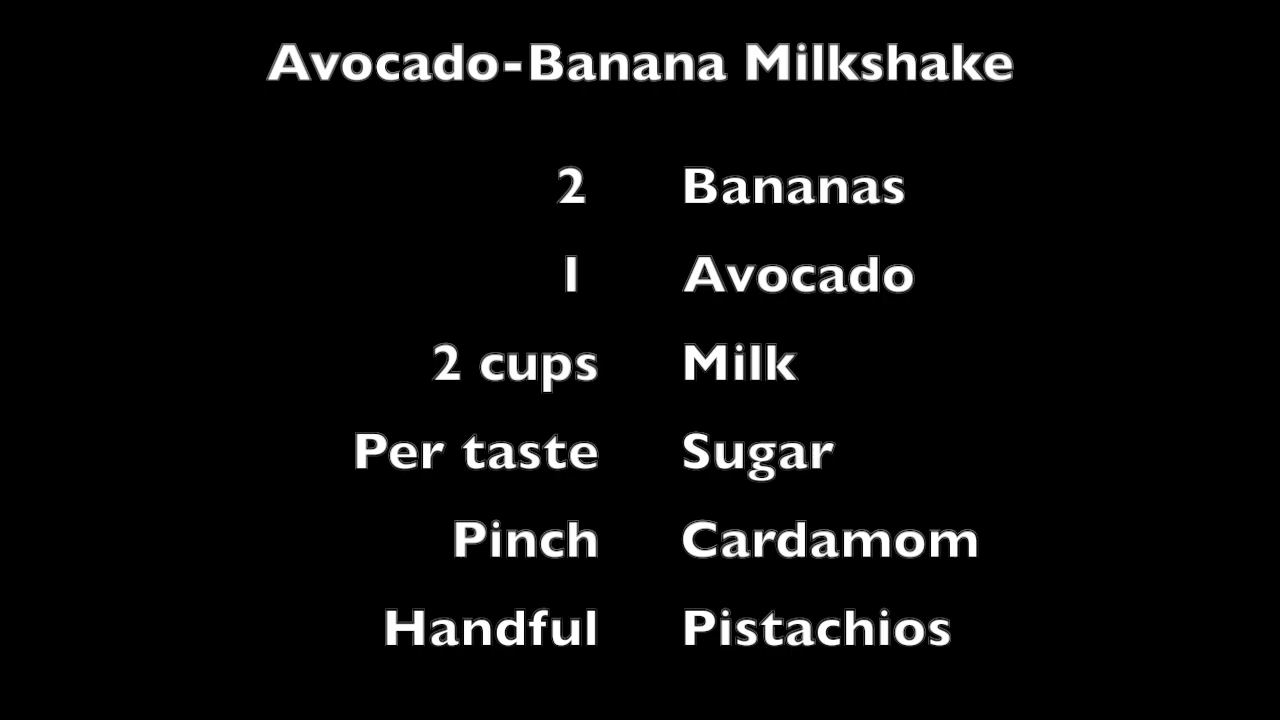 Avocado-Banana Milkshake
2 Bananas
1 Avocado
2 cups Milk
Per taste Sugar
Pinch Cardamom
Handful Pistachios